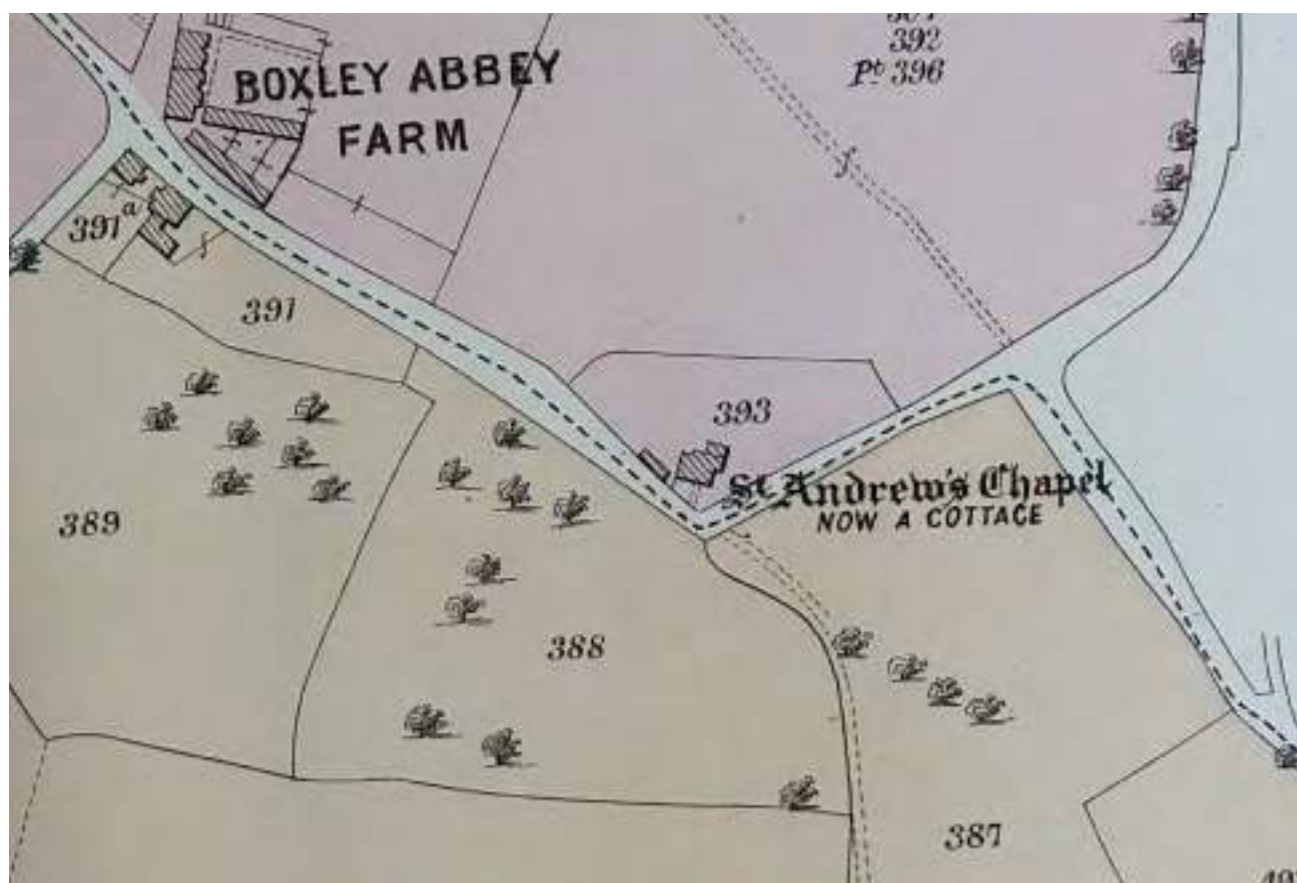 392
Pt. 396
BOXLEY ABBEY
FARM
391a
391
393
St. Andrew's Chapel
NOW A COTTAGE
389
388
387